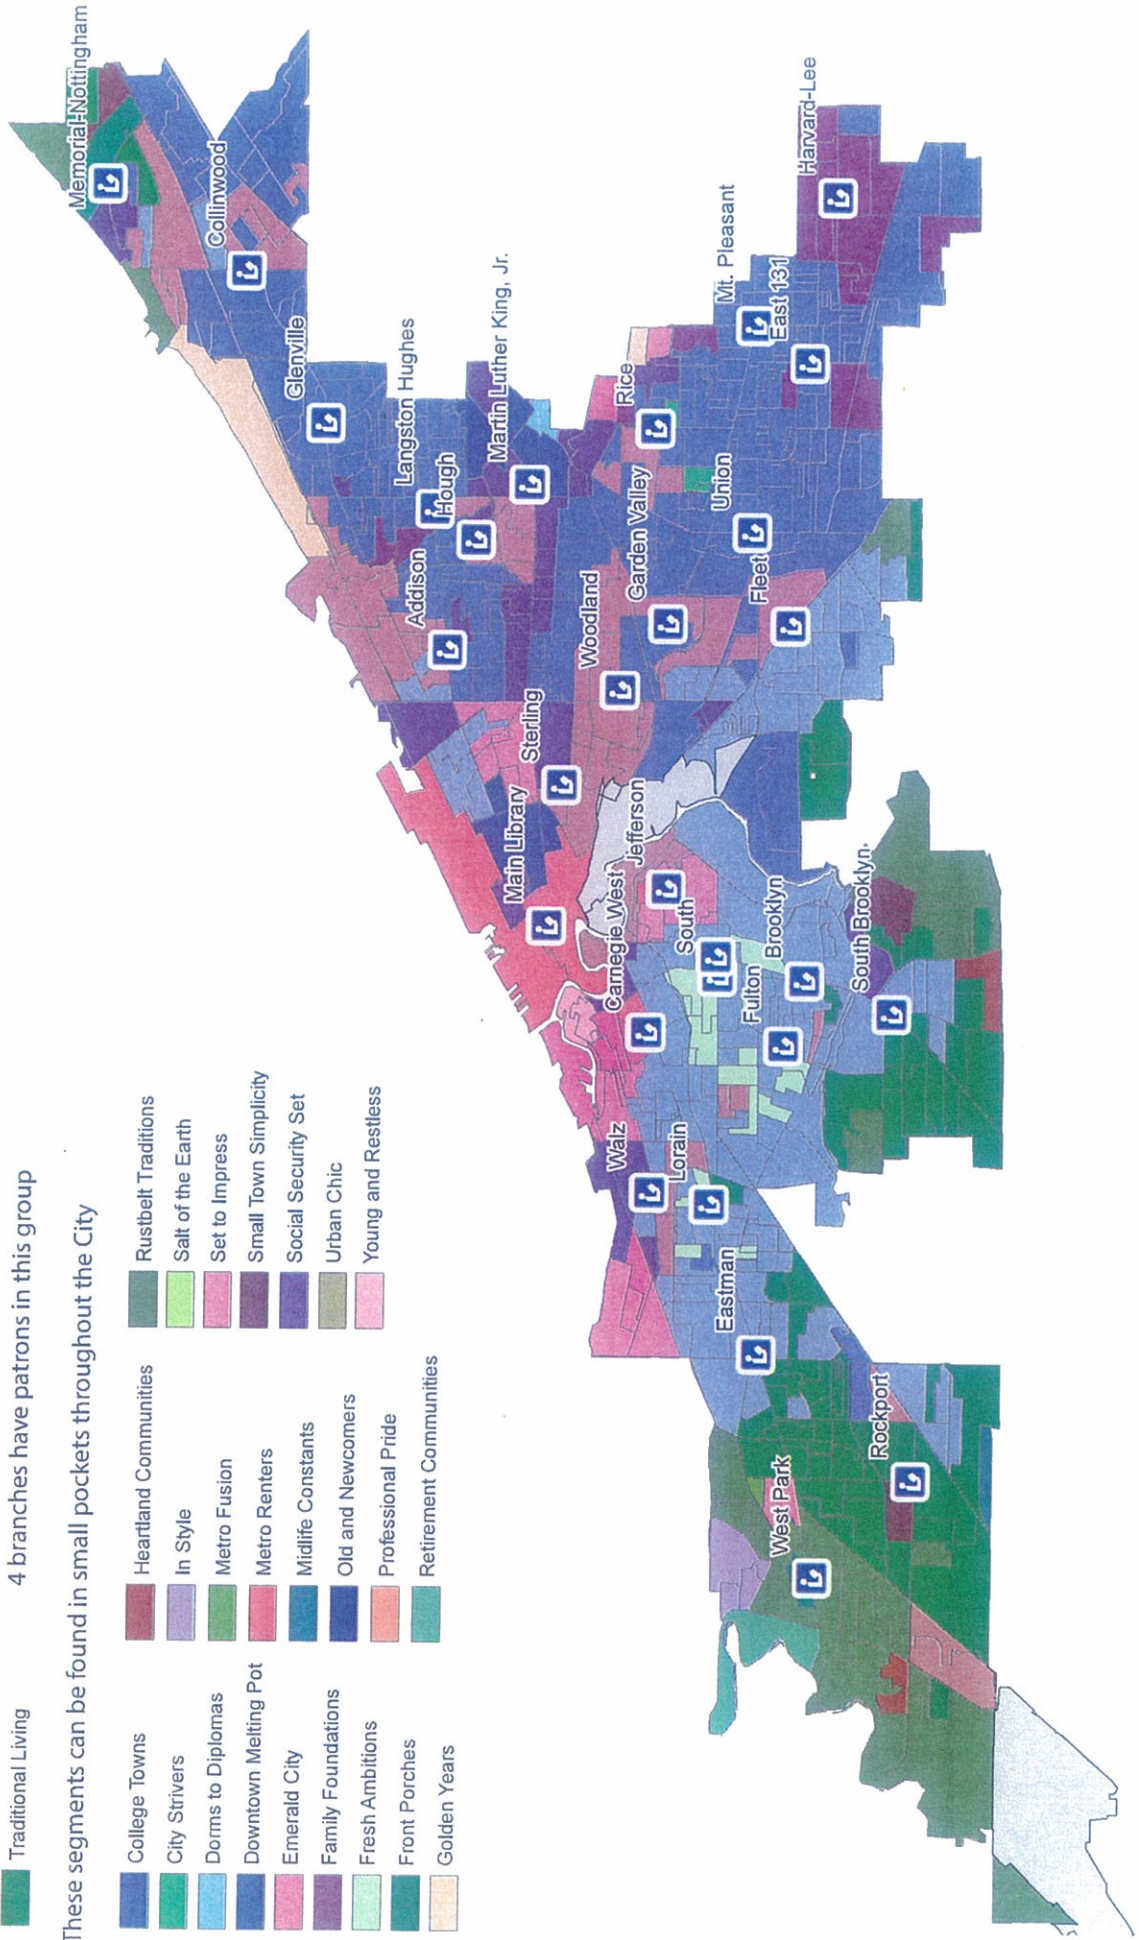 Traditional Living
4 branches have patrons in this group
These segments can be found in small pockets throughout the City
College Towns
City Strivers
Dorms to Diplomas
Downtown Melting Pot
Emerald City
Family Foundations
Fresh Ambitions
Front Porches
Golden Years
Heartland Communities
In Style
Metro Fusion
Metro Renters
Midlife Constants
Old and Newcomers
Professional Pride
Retirement Communities
Rustbelt Traditions
Salt of the Earth
Set to Impress
Small Town Simplicity
Social Security Set
Urban Chic
Young and Restless
Memorial-Nottingham
Collinwood
Glenville
Langston Hughes
Hough
Addison
Martin Luther King, Jr.
Sterling
Main Library
Woodland
Garden Valley
Rice
Mt. Pleasant
East 131
Harvard-Lee
Union
Fleet
Jefferson
Carnegie West
South
Brooklyn
Fulton
South Brooklyn
Walz
Lorain
Eastman
West Park
Rockport